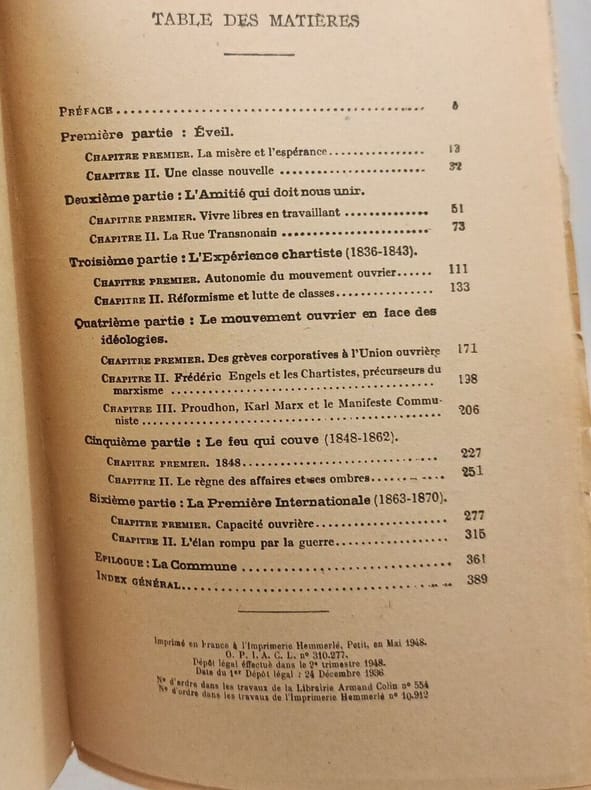 TABLE DES MATIÈRES
PRÉFACE
Première partie : Éveil.
CHAPITRE PREMIER. La misère et l'espérance 13
CHAPITRE II. Une classe nouvelle 32
Deuxième partie : L'Amitié qui doit nous unir.
CHAPITRE PREMIER. Vivre libres en travaillant 51
CHAPITRE II. La Rue Transnonain 73
Troisième partie : L'Expérience chartiste (1836-1843).
CHAPITRE PREMIER. Autonomie du mouvement ouvrier 111
CHAPITRE II. Réformisme et lutte de classes 133
Quatrième partie : Le mouvement ouvrier en face des
idéologies.
CHAPITRE PREMIER. Des grèves corporatives à l'Union ouvrière 171
CHAPITRE II. Frédéric Engels et les Chartistes, précurseurs du
marxisme 198
CHAPITRE III. Proudhon, Karl Marx et le Manifeste Commu-
niste 206
Cinquième partie : Le feu qui couve (1848-1862).
CHAPITRE PREMIER. 1848 227
CHAPITRE II. Le règne des affaires et ses ombres 251
Sixième partie : La Première Internationale (1863-1870).
CHAPITRE PREMIER. Capacité ouvrière 277
CHAPITRE II. L'élan rompu par la guerre 315
EPILOGUE : La Commune 361
INDEX GÉNÉRAL 389
Imprimé en France à l'Imprimerie Hemmerlé, Petit, en Mai 1948.
O. P. I. A. C. L. n° 310.277.
Dépôt légal effectué dans le 2e trimestre 1948.
Date du 1er Dépôt légal : 24 Décembre 1936
N° d'ordre dans les travaux de la Librairie Armand Colin n° 554
N° d'ordre dans les travaux de l'Imprimerie Hemmerlé n° 10.912